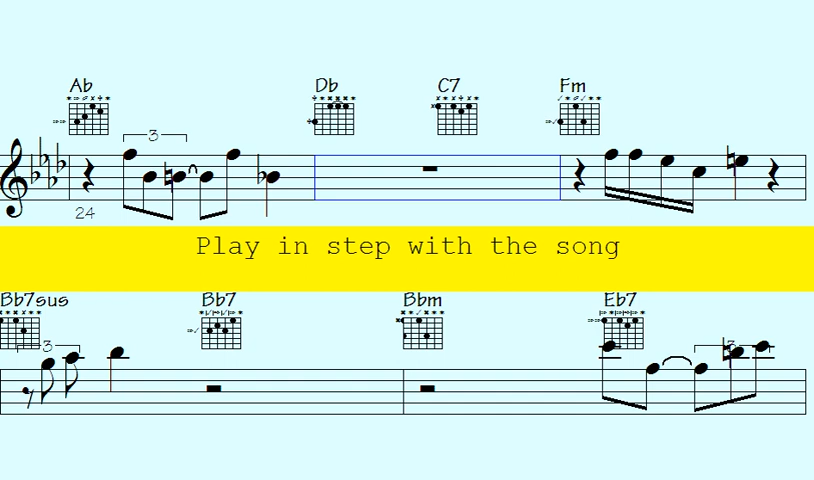 Ab Db C7 Fm
3
24
Play in step with the song
Bb7sus Bb7 Bbm Eb7
3 3